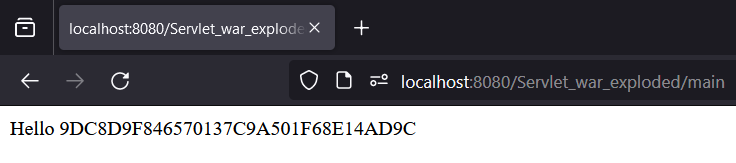 localhost:8080/Servlet_war_explode
localhost:8080/Servlet_war_exploded/main
Hello 9DC8D9F846570137C9A501F68E14AD9C